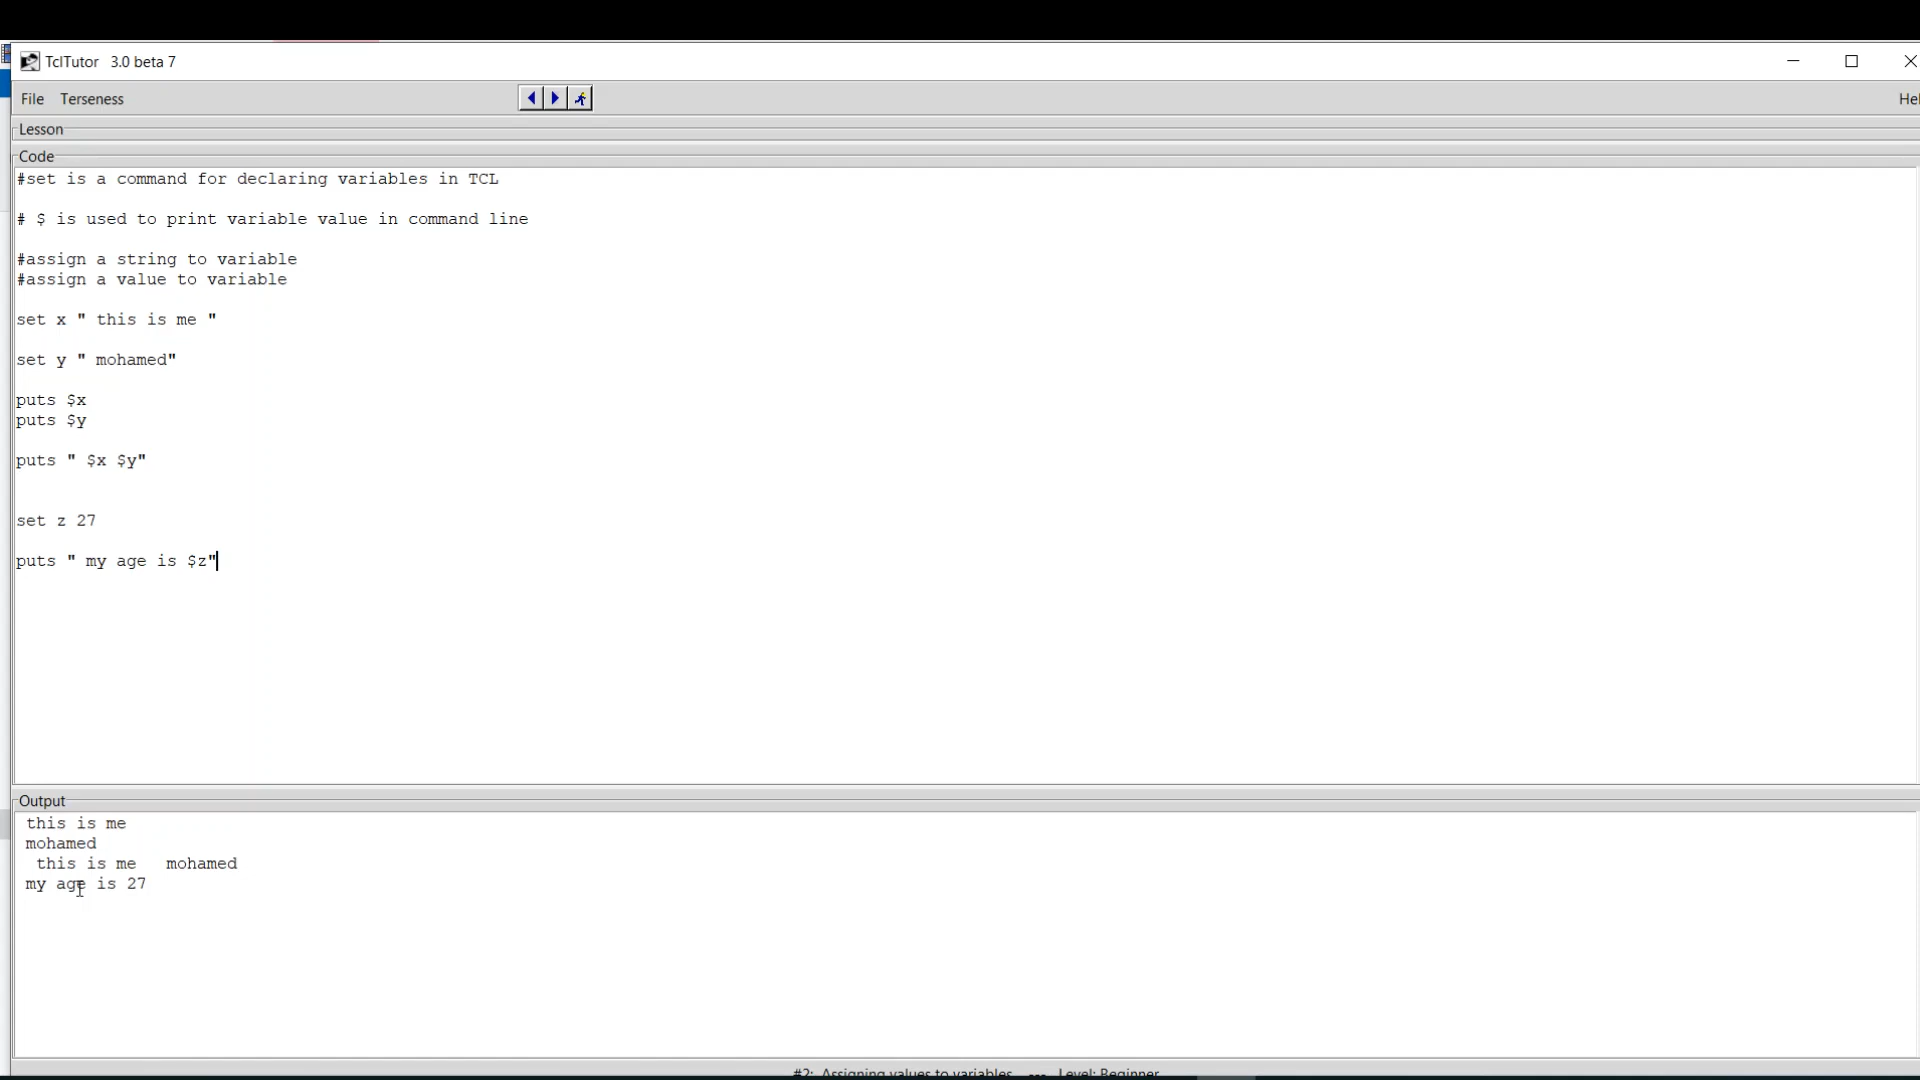 TclTutor 3.0 beta 7
File Terseness
Lesson
Code
#set is a command for declaring variables in TCL
# $ is used to print variable value in command line
#assign a string to variable
#assign a value to variable
set x " this is me "
set y " mohamed"
puts $x
puts $y
puts " $x $y"
set z 27
puts " my age is $z"
Output
this is me
mohamed
this is me   mohamed
my age is 27
#2: Assigning values to variables --- Level: Beginner